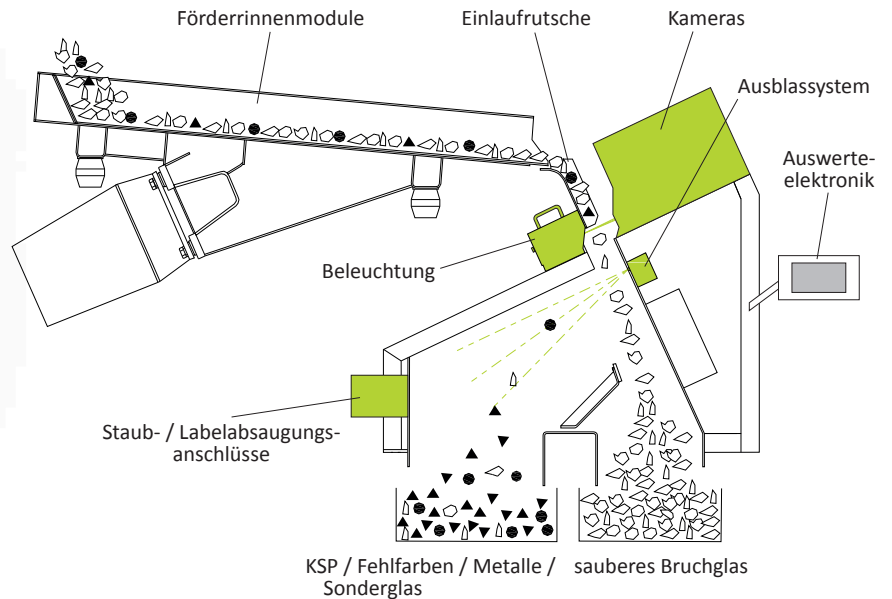 Förderrinnenmodule
Einlaufrutsche
Kameras
Ausblassystem
Auswerte-
elektronik
Beleuchtung
Staub- / Labelabsaugungs-
anschlüsse
KSP / Fehlfarben / Metalle /
Sonderglas
sauberes Bruchglas